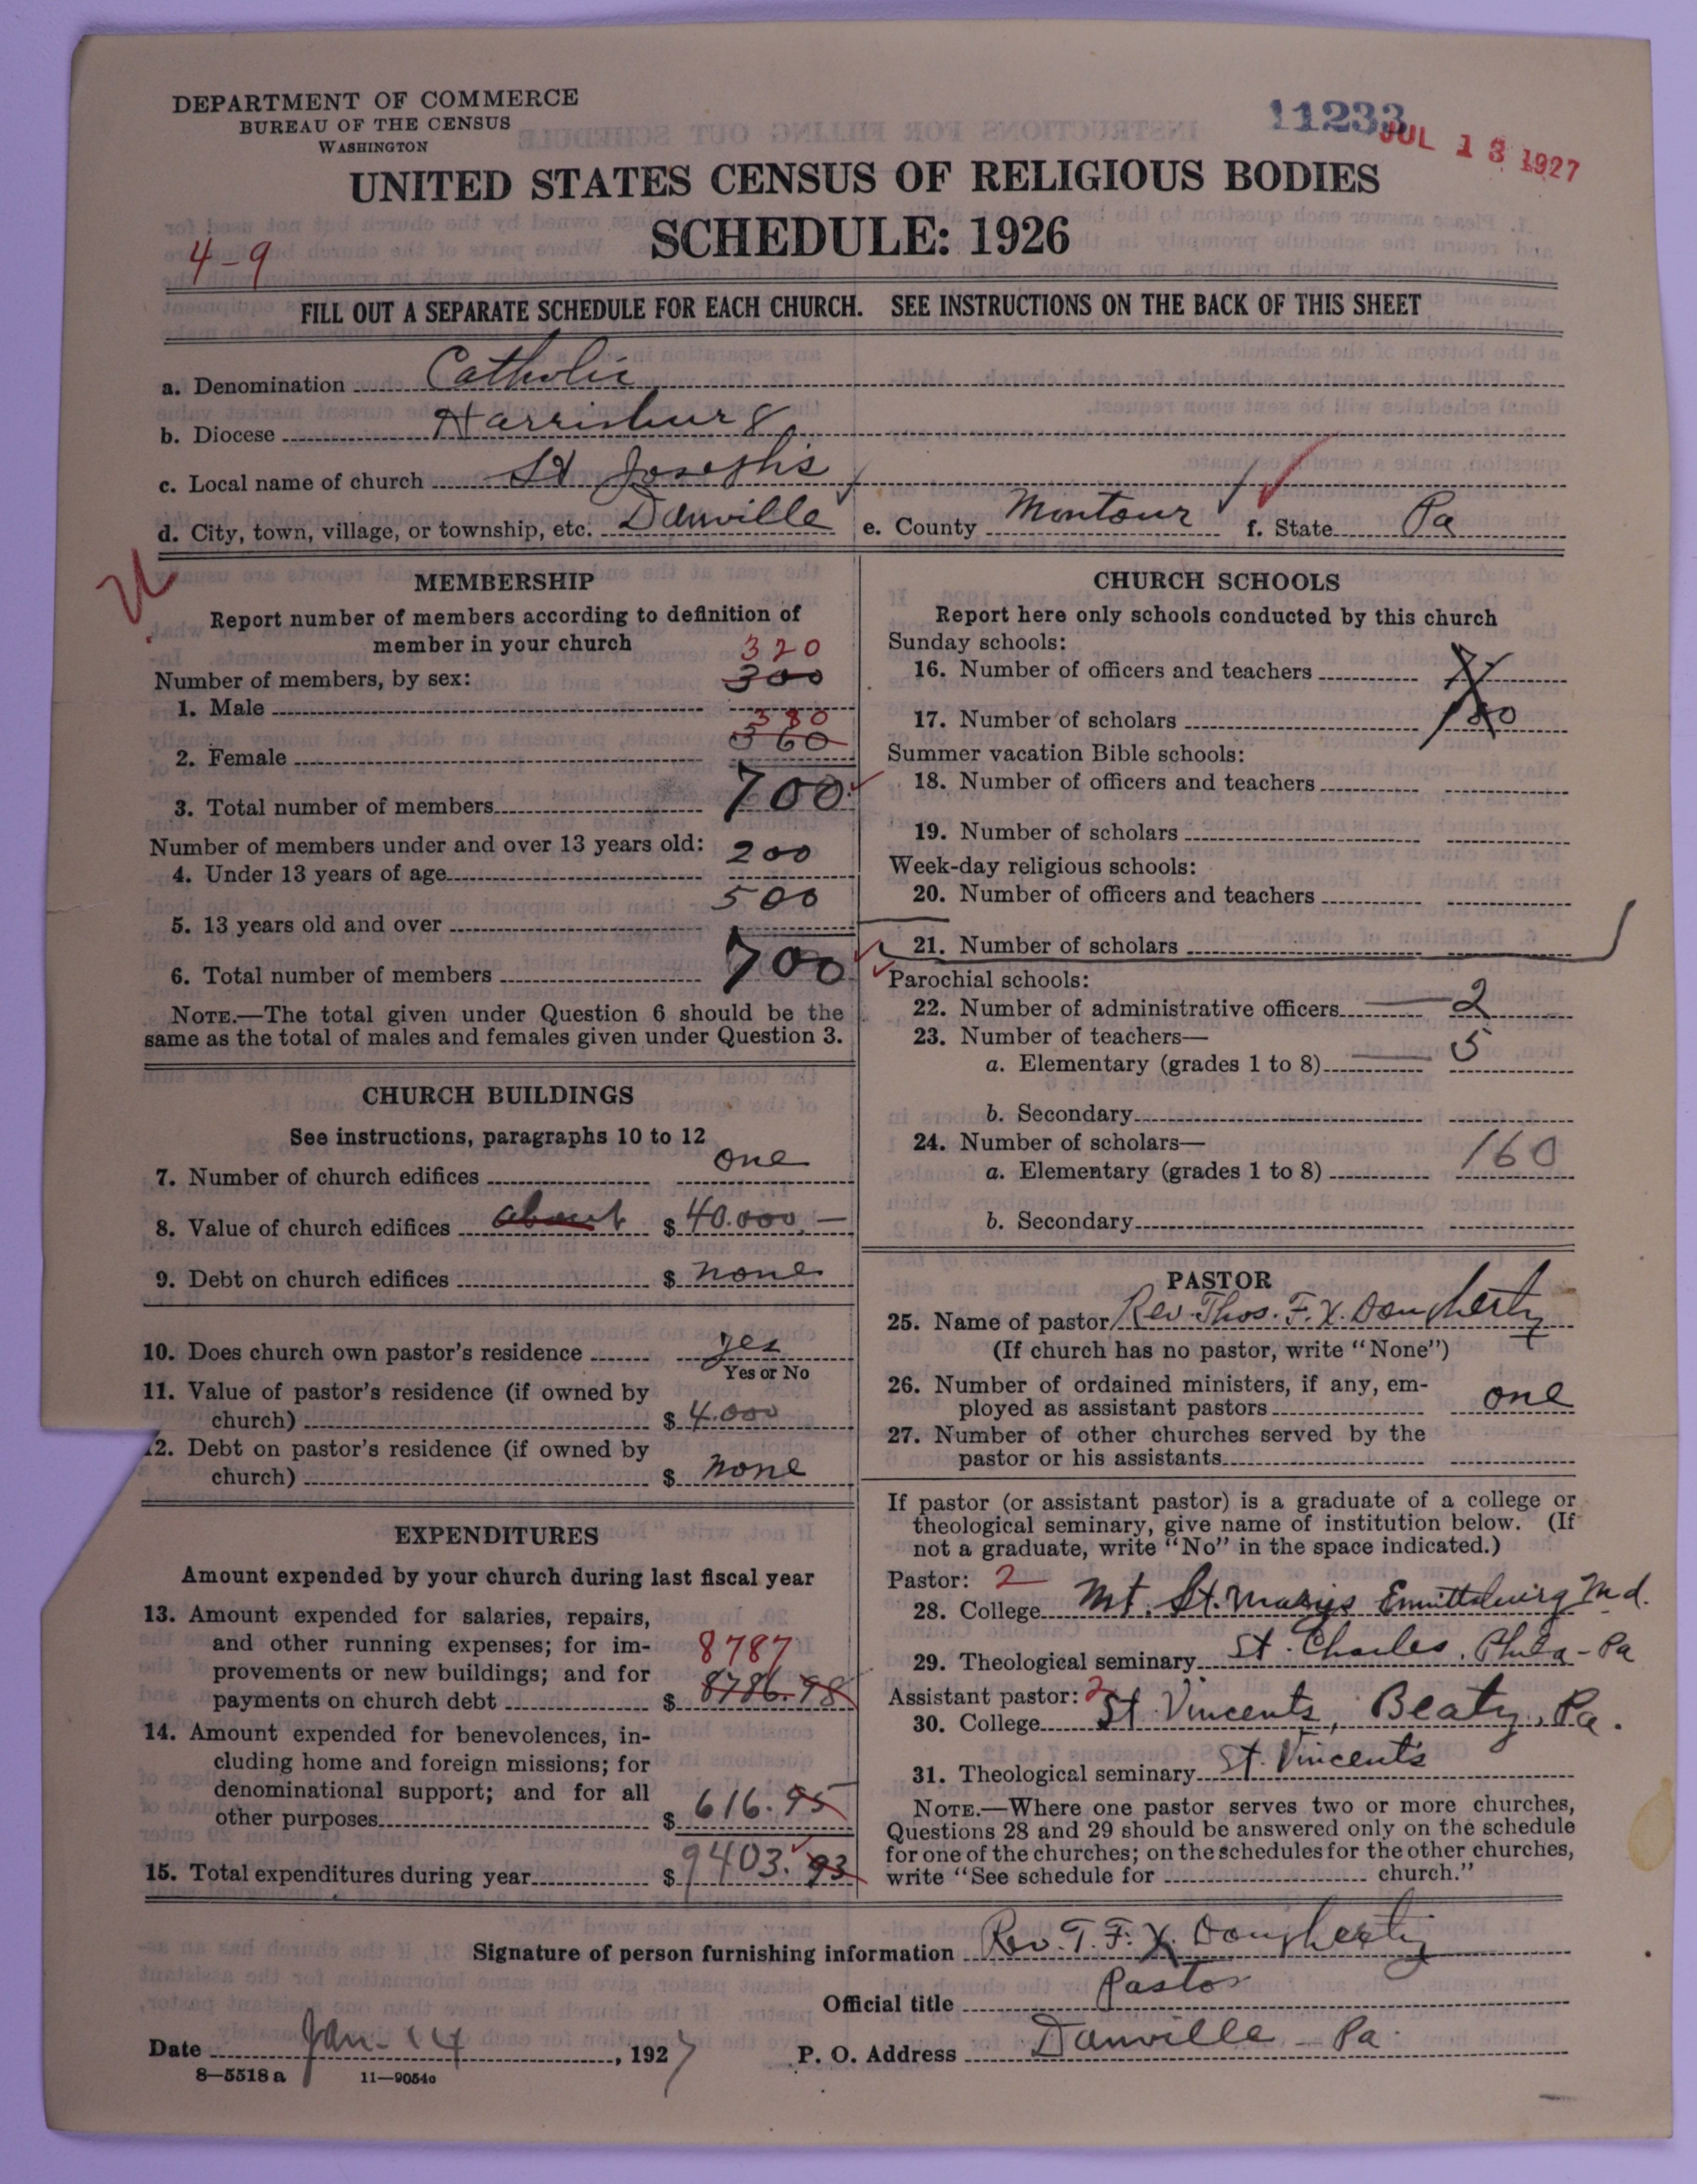 DEPARTMENT OF COMMERCE
BUREAU OF THE CENSUS
WASHINGTON
11233
JUL 13 1927
UNITED STATES CENSUS OF RELIGIOUS BODIES
SCHEDULE: 1926
4-9
FILL OUT A SEPARATE SCHEDULE FOR EACH CHURCH. SEE INSTRUCTIONS ON THE BACK OF THIS SHEET
a. Denomination Catholic
b. Diocese Harrisburg
c. Local name of church St Joseph's
d. City, town, village, or township, etc. Danville e. County Montour f. State Pa
MEMBERSHIP
Report number of members according to definition of
member in your church
320
Number of members, by sex: 300
1. Male
380
360
2. Female
3. Total number of members 700
Number of members under and over 13 years old:
4. Under 13 years of age 200
5. 13 years old and over 500
6. Total number of members 700
NOTE.—The total given under Question 6 should be the
same as the total of males and females given under Question 3.
CHURCH BUILDINGS
See instructions, paragraphs 10 to 12
7. Number of church edifices one
8. Value of church edifices about $ 40.000.—
9. Debt on church edifices $ none
10. Does church own pastor's residence yes
Yes or No
11. Value of pastor's residence (if owned by
church) $ 4.000
12. Debt on pastor's residence (if owned by
church) $ none
EXPENDITURES
Amount expended by your church during last fiscal year
13. Amount expended for salaries, repairs,
and other running expenses; for im-
provements or new buildings; and for 8787
payments on church debt $ 8786.98
14. Amount expended for benevolences, in-
cluding home and foreign missions; for
denominational support; and for all
other purposes $ 616.95
15. Total expenditures during year $ 9403.93
CHURCH SCHOOLS
Report here only schools conducted by this church
Sunday schools:
16. Number of officers and teachers
17. Number of scholars
Summer vacation Bible schools:
18. Number of officers and teachers
19. Number of scholars
Week-day religious schools:
20. Number of officers and teachers
21. Number of scholars
Parochial schools:
22. Number of administrative officers 2
23. Number of teachers—
a. Elementary (grades 1 to 8) 5
b. Secondary
24. Number of scholars—
a. Elementary (grades 1 to 8) 160
b. Secondary
PASTOR
25. Name of pastor Rev. Thos. F. X. Dougherty
(If church has no pastor, write "None")
26. Number of ordained ministers, if any, em-
ployed as assistant pastors one
27. Number of other churches served by the
pastor or his assistants
If pastor (or assistant pastor) is a graduate of a college or
theological seminary, give name of institution below. (If
not a graduate, write "No" in the space indicated.)
Pastor: 2
28. College Mt. St. Marys Emmittsburg Md.
29. Theological seminary St. Charles, Phila - Pa
Assistant pastor: 2
30. College St. Vincents, Beatty, Pa.
31. Theological seminary St. Vincent's
NOTE.—Where one pastor serves two or more churches,
Questions 28 and 29 should be answered only on the schedule
for one of the churches; on the schedules for the other churches,
write "See schedule for church."
Signature of person furnishing information Rev. T. F. X. Dougherty
Official title Pastor
Date Jan - 14, 1927 P. O. Address Danville - Pa.
8—5518 a 11—9054o